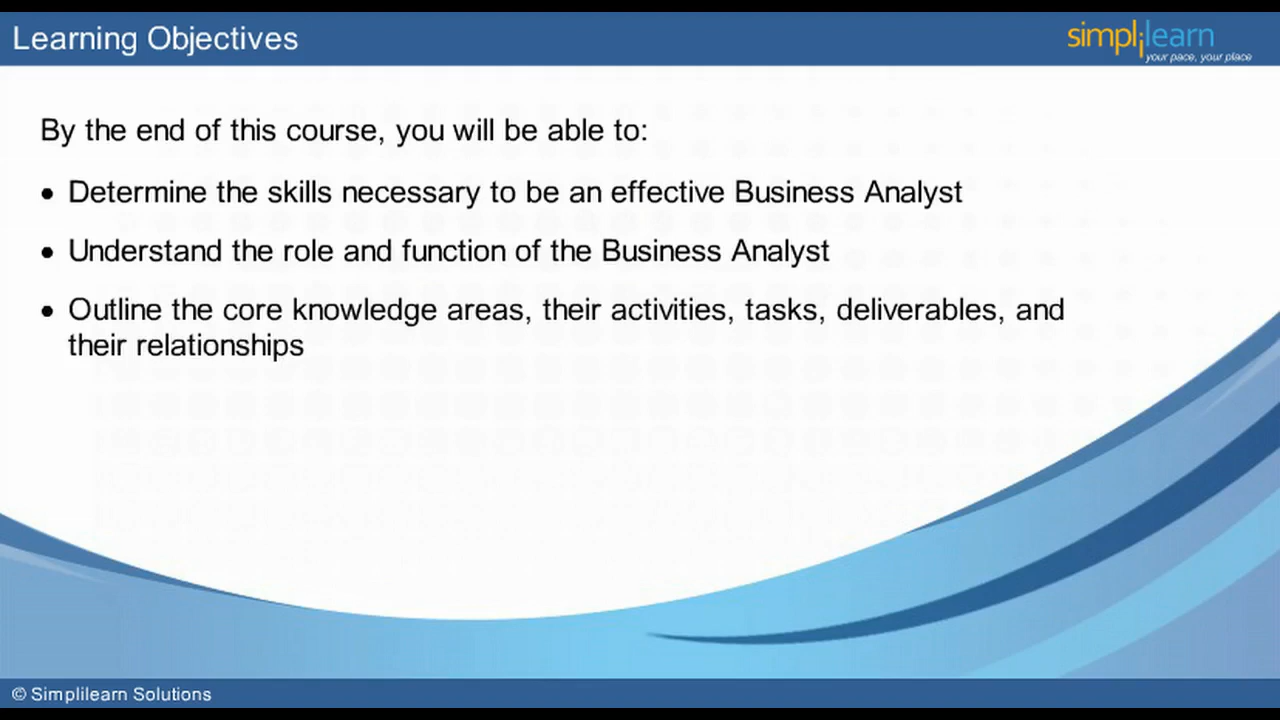 Learning Objectives
simplilearn
your pace, your place
By the end of this course, you will be able to:
• Determine the skills necessary to be an effective Business Analyst
• Understand the role and function of the Business Analyst
• Outline the core knowledge areas, their activities, tasks, deliverables, and
their relationships
© Simplilearn Solutions